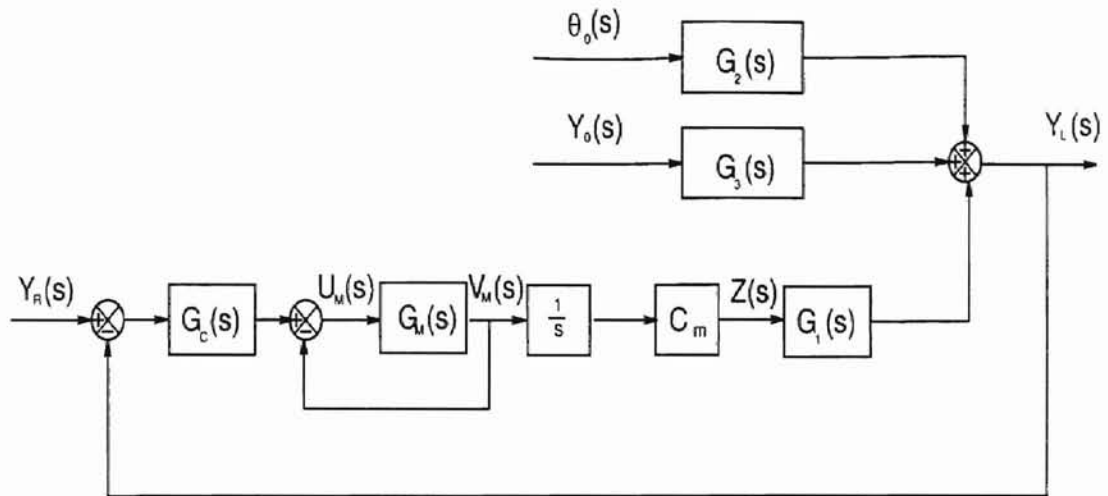 θ₀(s)
G₂(s)
Y₀(s)
G₃(s)
Y_L(s)
+
+
+
Y_R(s)
+
−
G_C(s)
+
−
U_M(s)
G_M(s)
V_M(s)
1
s
C_m
Z(s)
G₁(s)